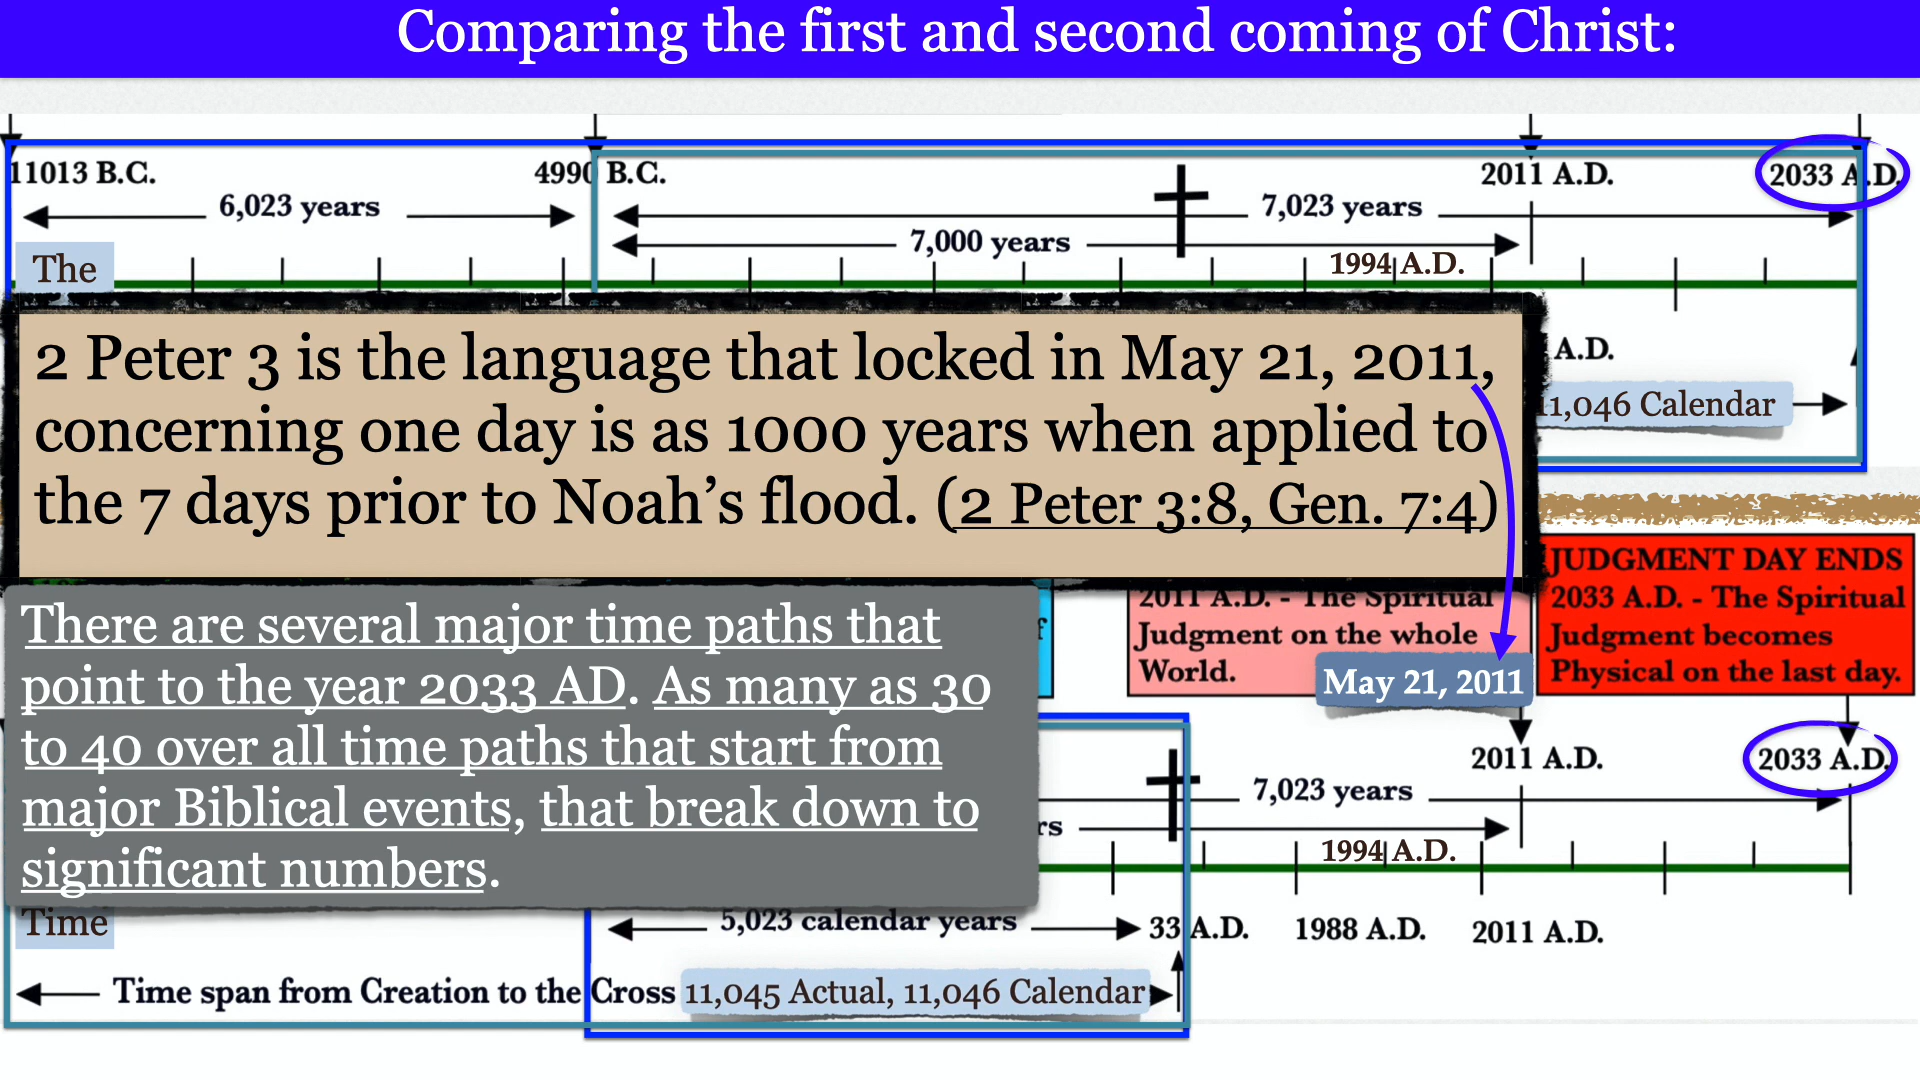 Comparing the first and second coming of Christ:
11013 B.C.
4990 B.C.
2011 A.D.
2033 A.D.
6,023 years
7,023 years
7,000 years
1994 A.D.
The
2 Peter 3 is the language that locked in May 21, 2011,
concerning one day is as 1000 years when applied to
the 7 days prior to Noah’s flood. (2 Peter 3:8, Gen. 7:4)
A.D.
11,046 Calendar
There are several major time paths that
point to the year 2033 AD. As many as 30
to 40 over all time paths that start from
major Biblical events, that break down to
significant numbers.
2011 A.D. - The Spiritual
Judgment on the whole
World.
May 21, 2011
JUDGMENT DAY ENDS
2033 A.D. - The Spiritual
Judgment becomes
Physical on the last day.
2011 A.D.
2033 A.D.
7,023 years
1994 A.D.
Time
5,023 calendar years
33 A.D.
1988 A.D.
2011 A.D.
Time span from Creation to the Cross 11,045 Actual, 11,046 Calendar